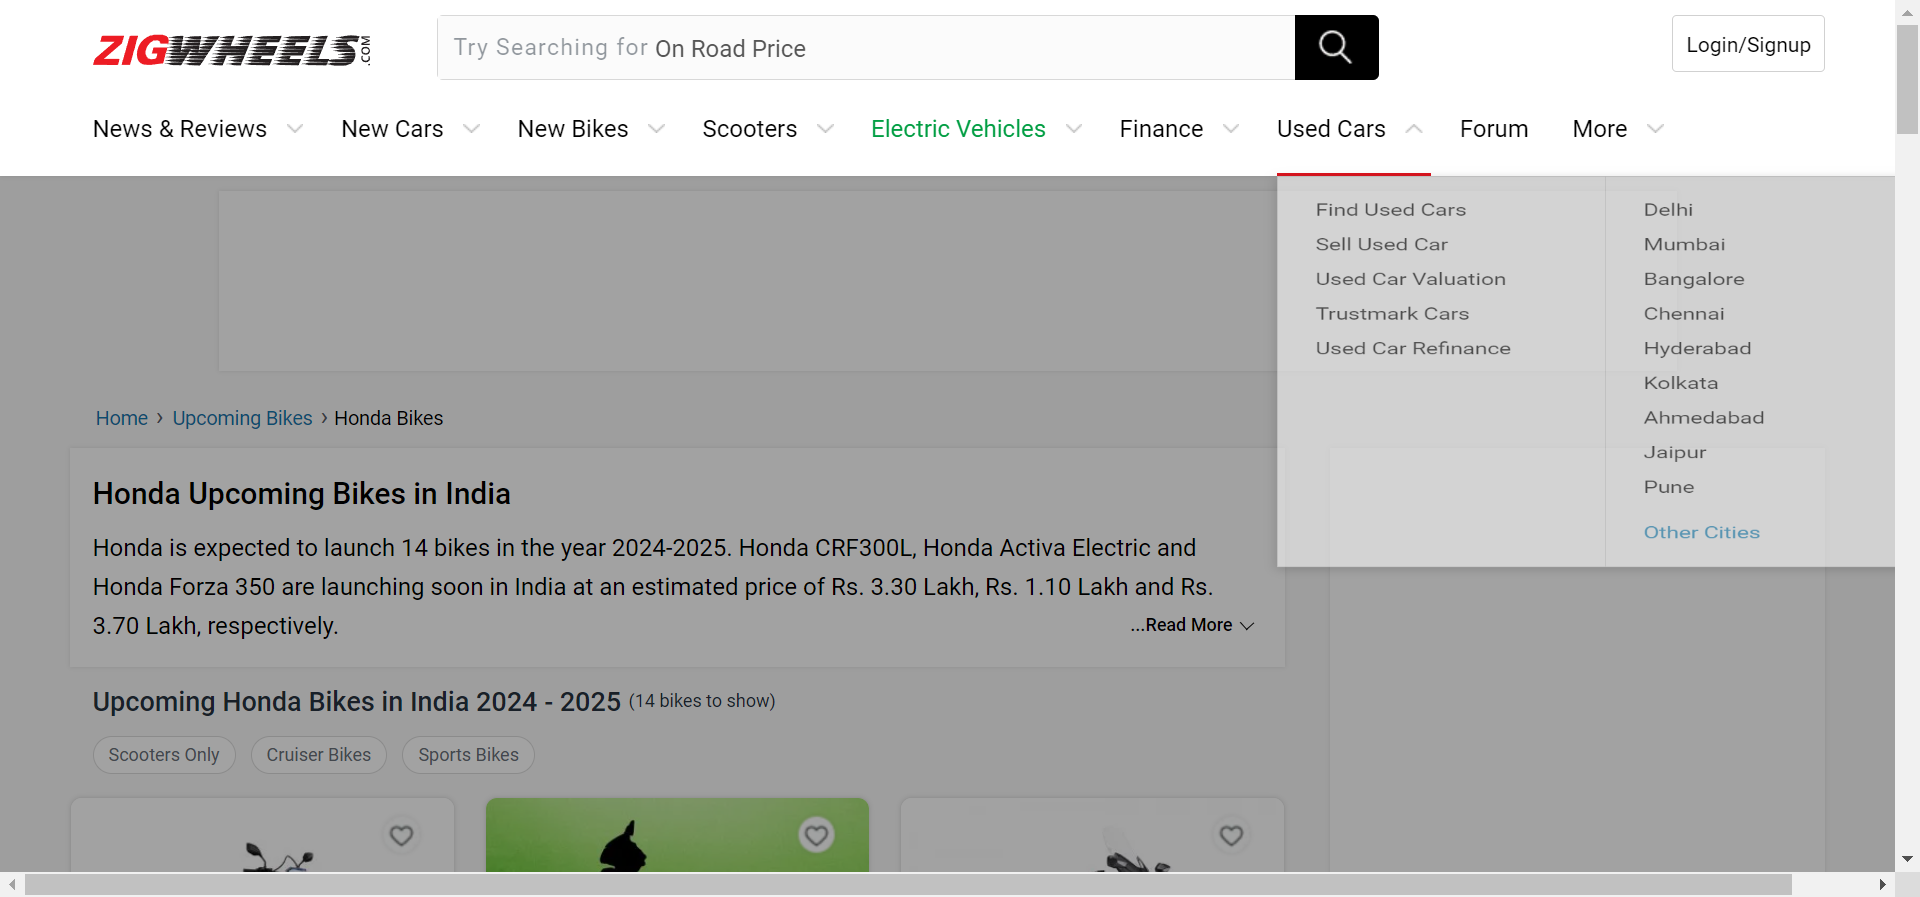 ZIGWHEELS.COM
Try Searching for On Road Price
Login/Signup
News & Reviews
New Cars
New Bikes
Scooters
Electric Vehicles
Finance
Used Cars
Forum
More
Find Used Cars
Sell Used Car
Used Car Valuation
Trustmark Cars
Used Car Refinance
Delhi
Mumbai
Bangalore
Chennai
Hyderabad
Kolkata
Ahmedabad
Jaipur
Pune
Other Cities
Home › Upcoming Bikes › Honda Bikes
Honda Upcoming Bikes in India
Honda is expected to launch 14 bikes in the year 2024-2025. Honda CRF300L, Honda Activa Electric and
Honda Forza 350 are launching soon in India at an estimated price of Rs. 3.30 Lakh, Rs. 1.10 Lakh and Rs.
3.70 Lakh, respectively.
...Read More
Upcoming Honda Bikes in India 2024 - 2025 (14 bikes to show)
Scooters Only
Cruiser Bikes
Sports Bikes